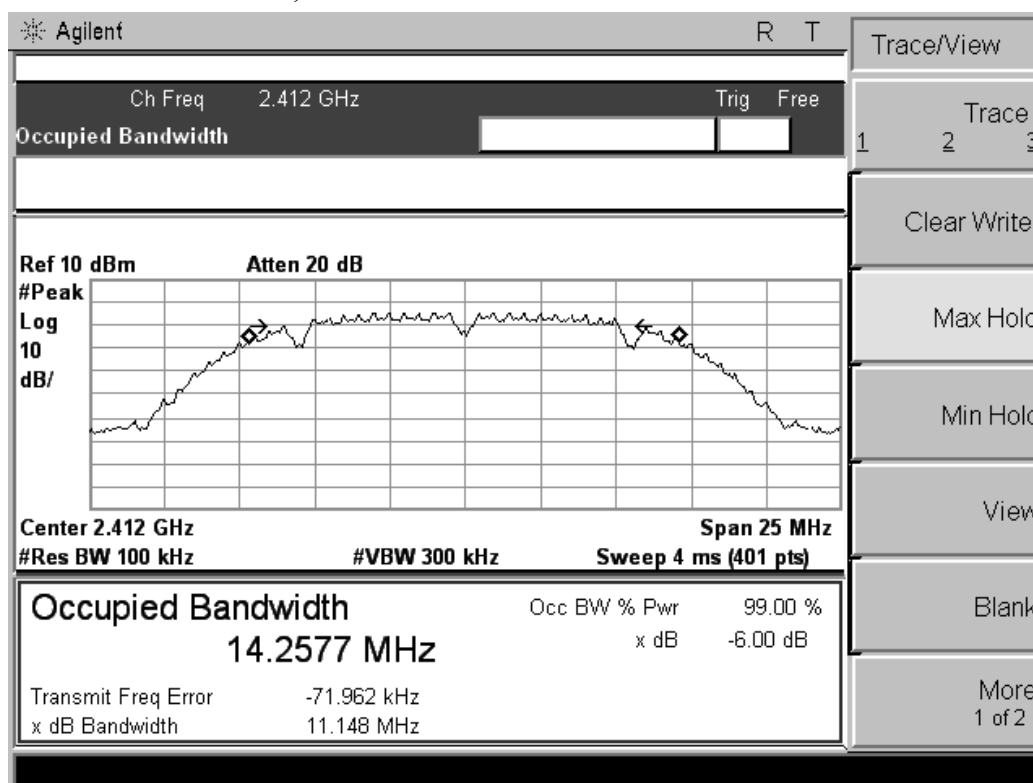 Agilent R T
Trace/View
Ch Freq 2.412 GHz Trig Free
Occupied Bandwidth
Trace
1 2 3
Clear Write
Max Hold
Min Hold
View
Blank
More
1 of 2
Ref 10 dBm Atten 20 dB
#Peak
Log
10
dB/
Center 2.412 GHz Span 25 MHz
#Res BW 100 kHz #VBW 300 kHz Sweep 4 ms (401 pts)
Occupied Bandwidth
14.2577 MHz
Occ BW % Pwr 99.00 %
x dB -6.00 dB
Transmit Freq Error -71.962 kHz
x dB Bandwidth 11.148 MHz